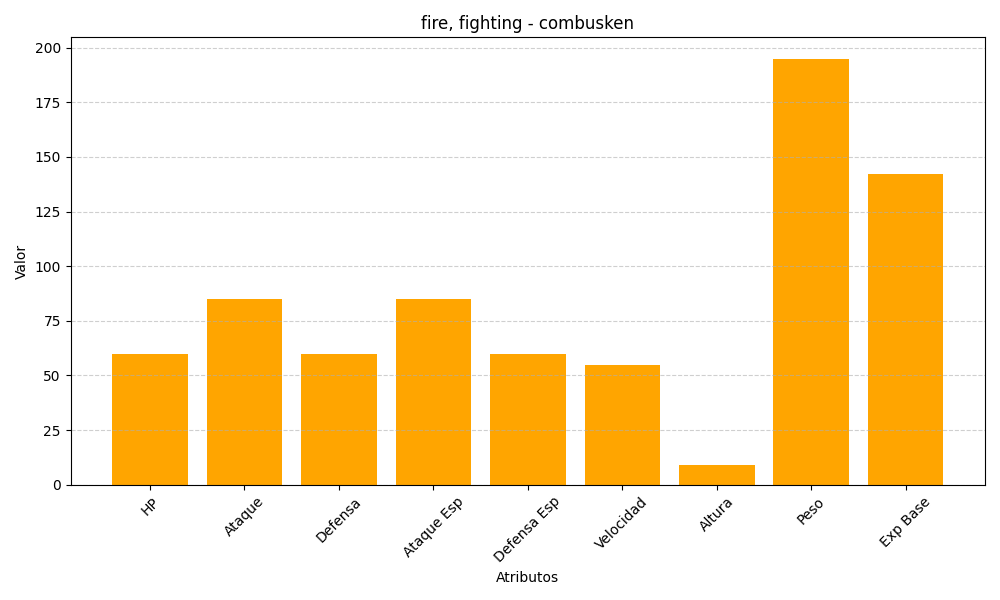 fire, fighting - combusken
Valor
200
175
150
125
100
75
50
25
0
HP
Ataque
Defensa
Ataque Esp
Defensa Esp
Velocidad
Altura
Peso
Exp Base
Atributos